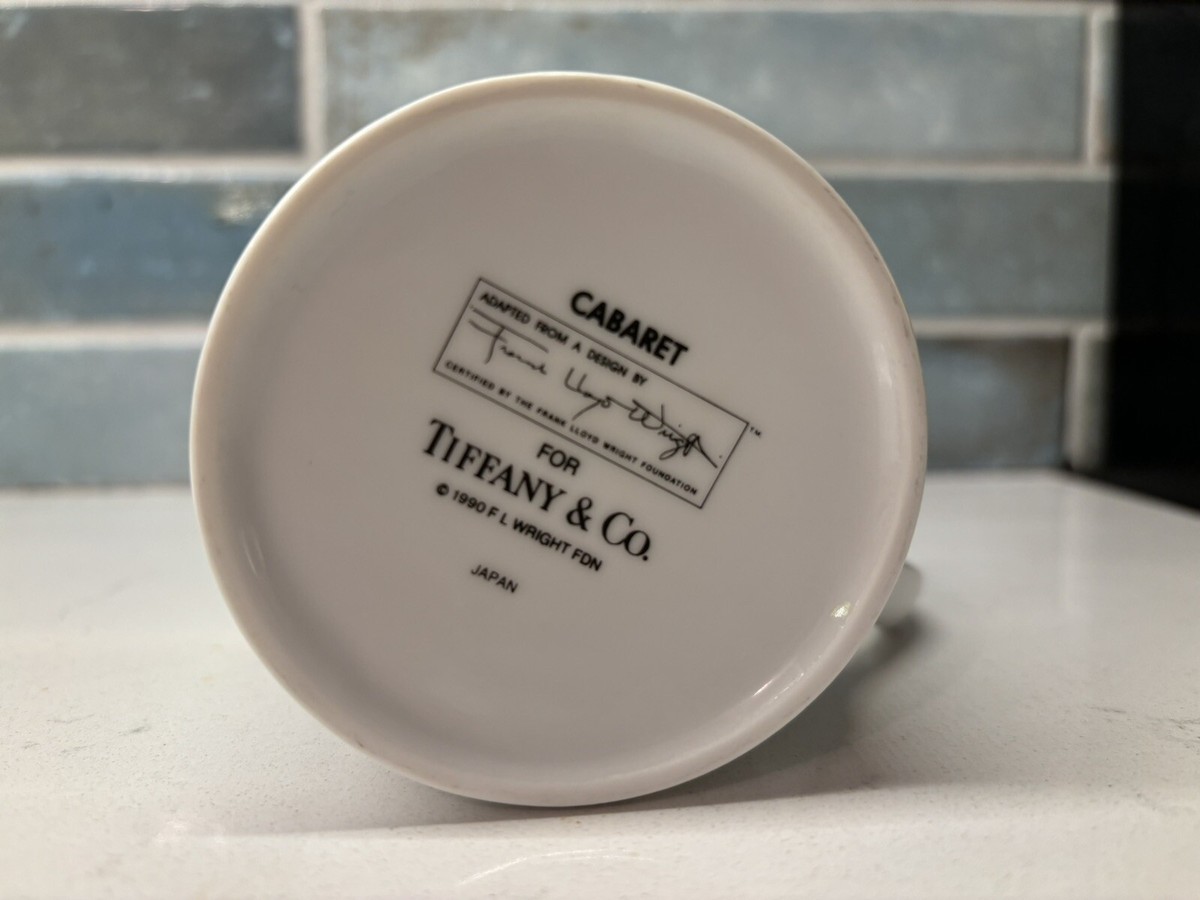 CABARET
ADAPTED FROM A DESIGN BY
Frank Lloyd Wright
TM
CERTIFIED BY THE FRANK LLOYD WRIGHT FOUNDATION
FOR
TIFFANY & CO.
© 1990 F L WRIGHT FDN
JAPAN